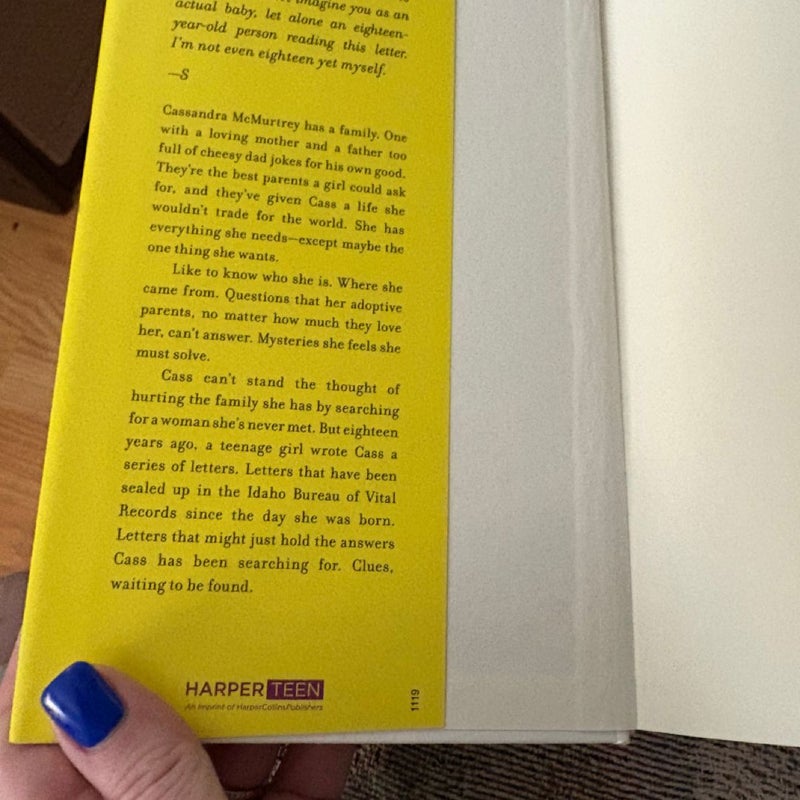 imagine you as an
actual baby, let alone an eighteen-
year-old person reading this letter.
I'm not even eighteen yet myself.
—S
Cassandra McMurtrey has a family. One
with a loving mother and a father too
full of cheesy dad jokes for his own good.
They're the best parents a girl could ask
for, and they've given Cass a life she
wouldn't trade for the world. She has
everything she needs—except maybe the
one thing she wants.
Like to know who she is. Where she
came from. Questions that her adoptive
parents, no matter how much they love
her, can't answer. Mysteries she feels she
must solve.
Cass can't stand the thought of
hurting the family she has by searching
for a woman she's never met. But eighteen
years ago, a teenage girl wrote Cass a
series of letters. Letters that have been
sealed up in the Idaho Bureau of Vital
Records since the day she was born.
Letters that might just hold the answers
Cass has been searching for. Clues,
waiting to be found.
HARPER TEEN
An Imprint of HarperCollinsPublishers
1119